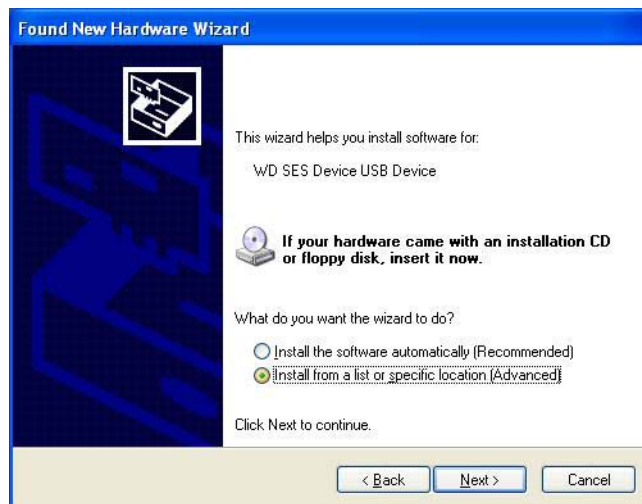 Found New Hardware Wizard
This wizard helps you install software for:
WD SES Device USB Device
If your hardware came with an installation CD
or floppy disk, insert it now.
What do you want the wizard to do?
Install the software automatically (Recommended)
Install from a list or specific location (Advanced)
Click Next to continue.
< Back
Next >
Cancel